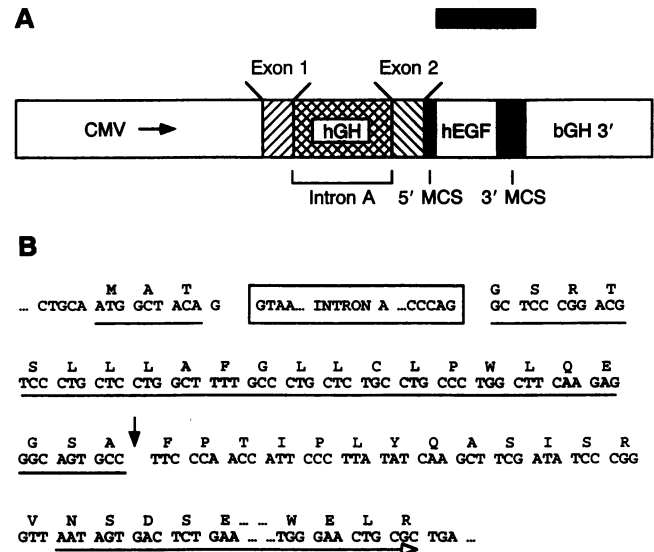 A
Exon 1 Exon 2
CMV hGH hEGF bGH 3'
Intron A 5' MCS 3' MCS
B
M A T G S R T
... CTGCA ATG GCT ACA G GTAA... INTRON A ...CCCAG GC TCC CGG ACG
S L L L A F G L L C L P W L Q E
TCC CTG CTC CTG GCT TTT GCC CTG CTC TGC CTG CCC TGG CTT CAA GAG
G S A F P T I P L Y Q A S I S R
GGC AGT GCC TTC CCA ACC ATT CCC TTA TAT CAA GCT TCG ATA TCC CGG
V N S D S E... ... W E L R
GTT AAT AGT GAC TCT GAA ... ...TGG GAA CTG CGC TGA ...